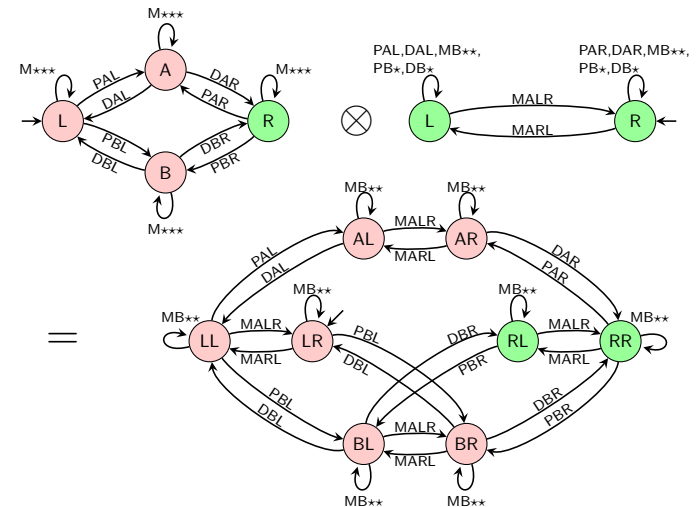 M⋆⋆⋆
A
M⋆⋆⋆
PAL
DAL
DAR
PAR
M⋆⋆⋆
L
R
PBL
DBL
DBR
PBR
B
M⋆⋆⋆
⊗
PAL,DAL,MB⋆⋆,
PB⋆,DB⋆
PAR,DAR,MB⋆⋆,
PB⋆,DB⋆
L
MALR
MARL
R
=
MB⋆⋆
MB⋆⋆
AL
MALR
MARL
AR
PAL
DAL
DAR
PAR
MB⋆⋆
MB⋆⋆
MB⋆⋆
MB⋆⋆
LL
MALR
MARL
LR
PBL
DBL
DBR
PBR
RL
MALR
MARL
RR
PBL
DBL
DBR
PBR
BL
MALR
MARL
BR
MB⋆⋆
MB⋆⋆